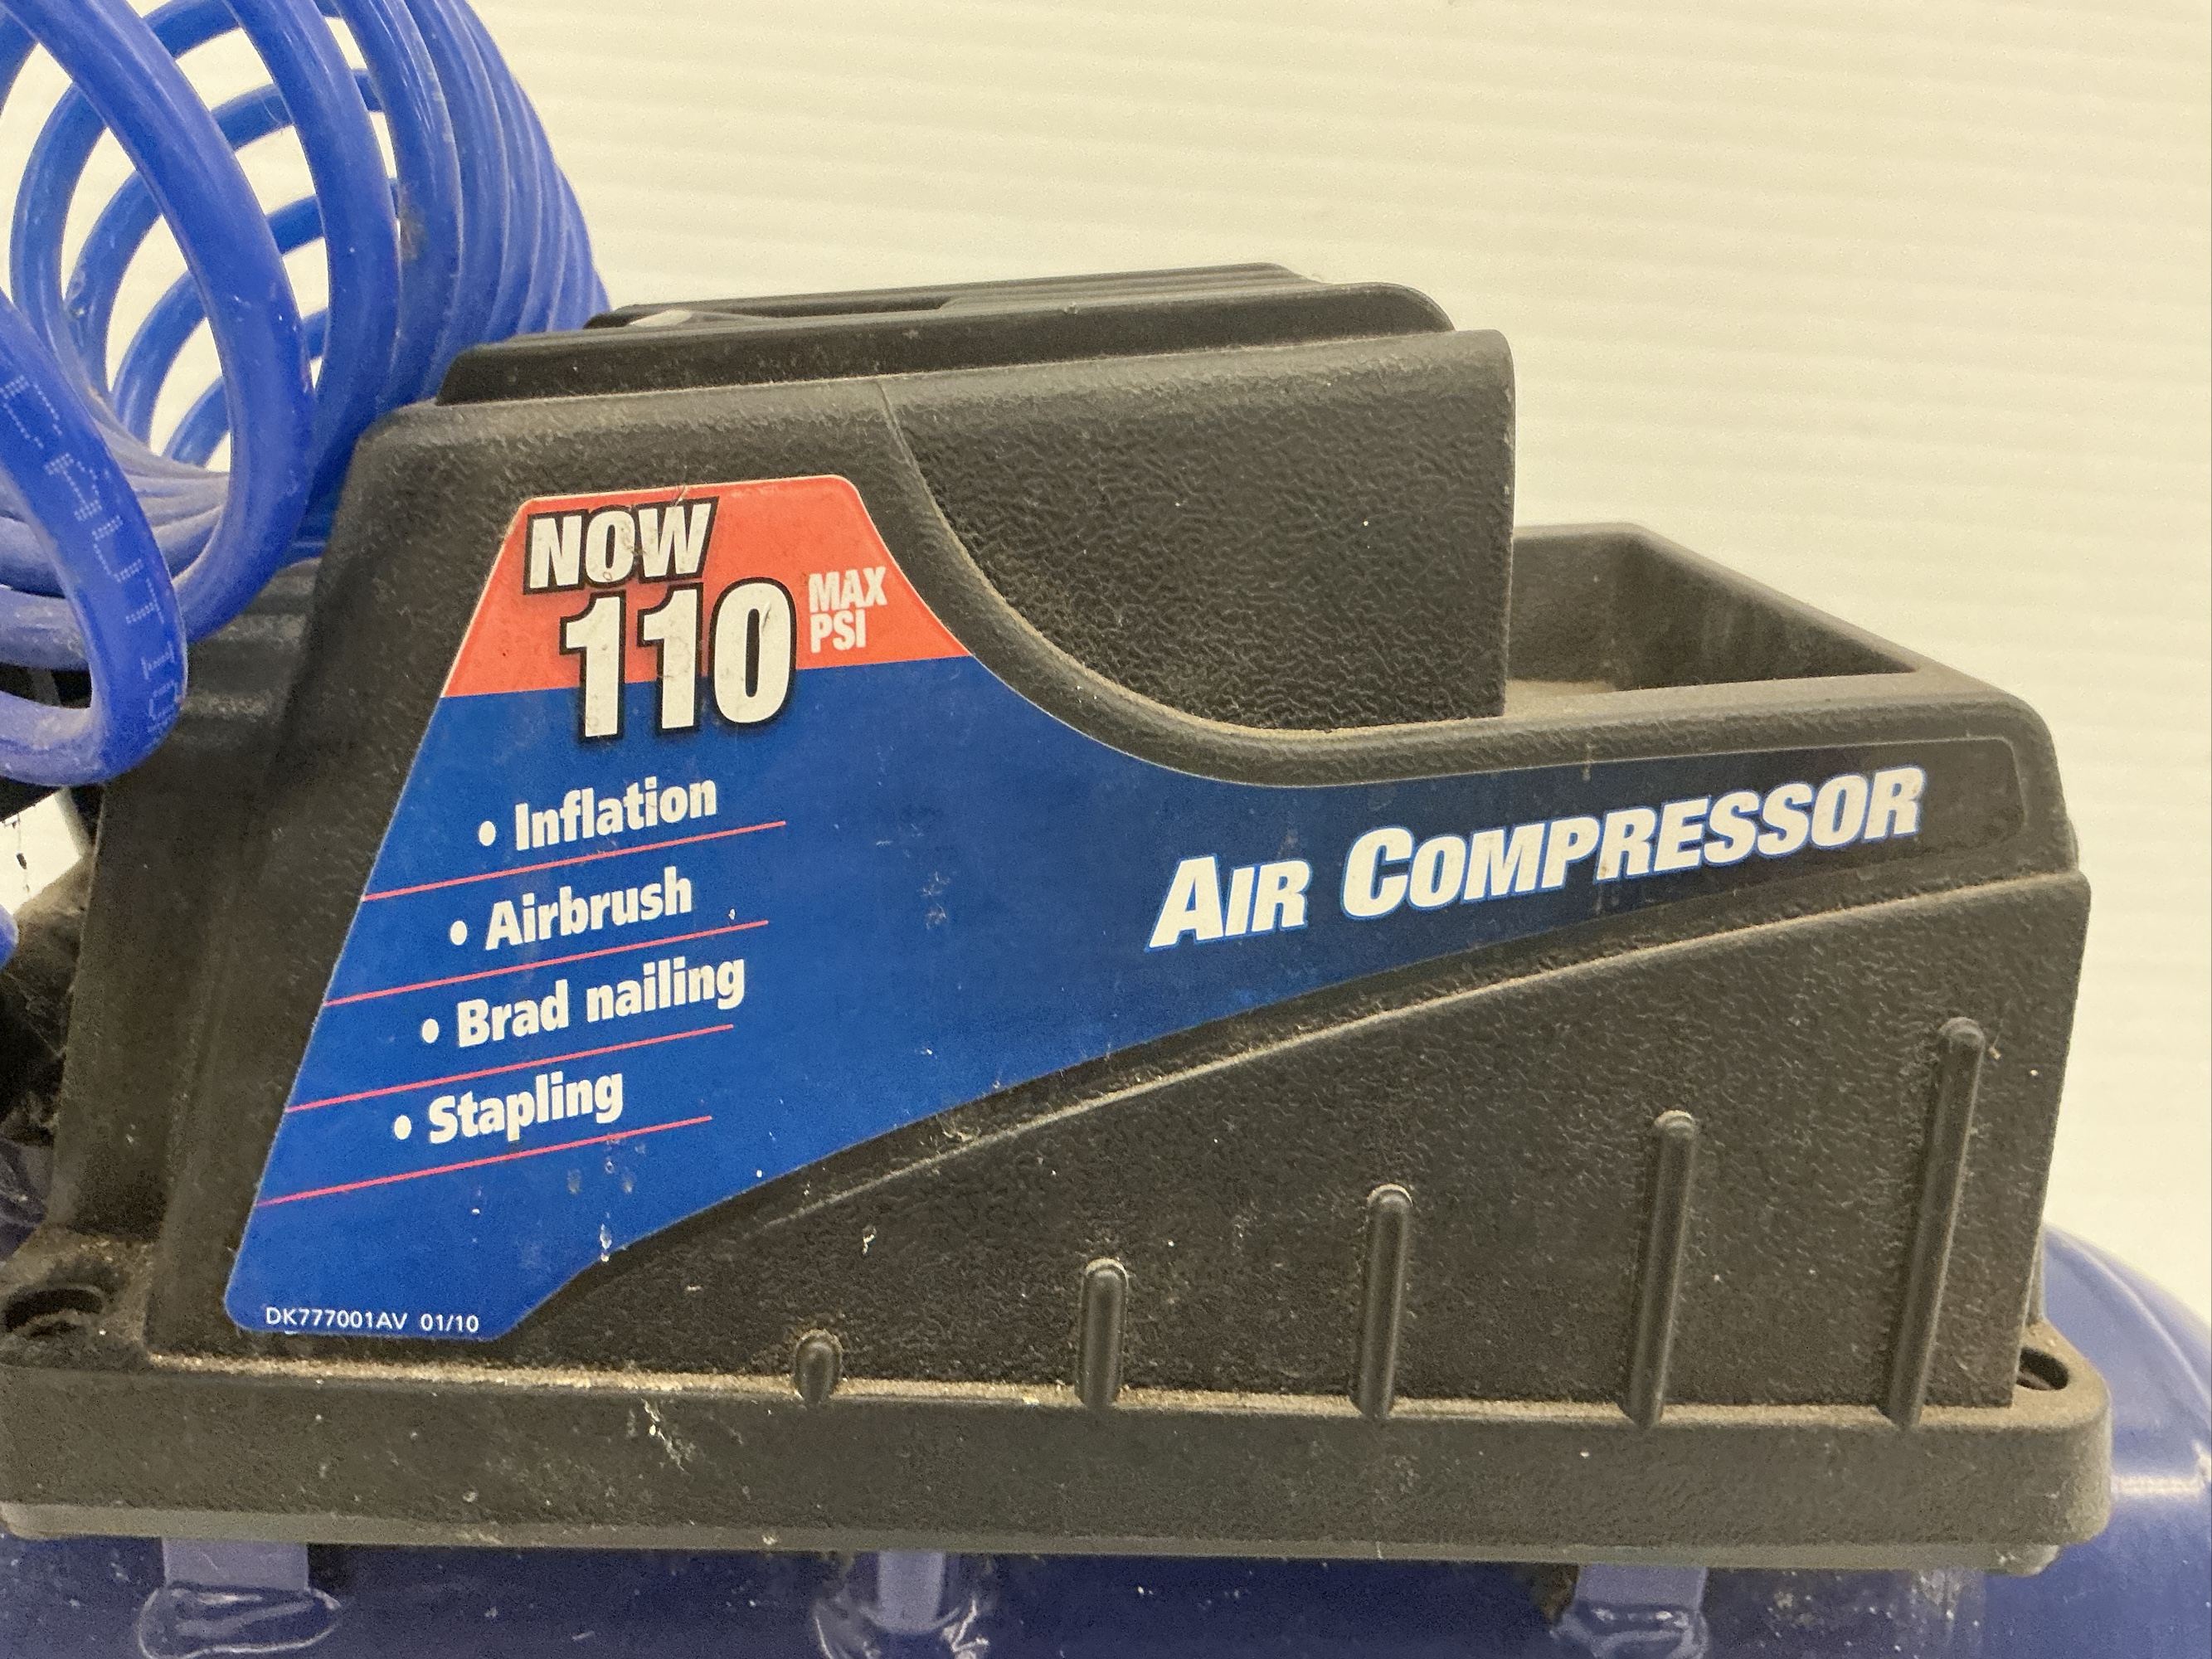 NOW
110 MAX PSI
• Inflation
• Airbrush
• Brad nailing
• Stapling
AIR COMPRESSOR
DK777001AV 01/10